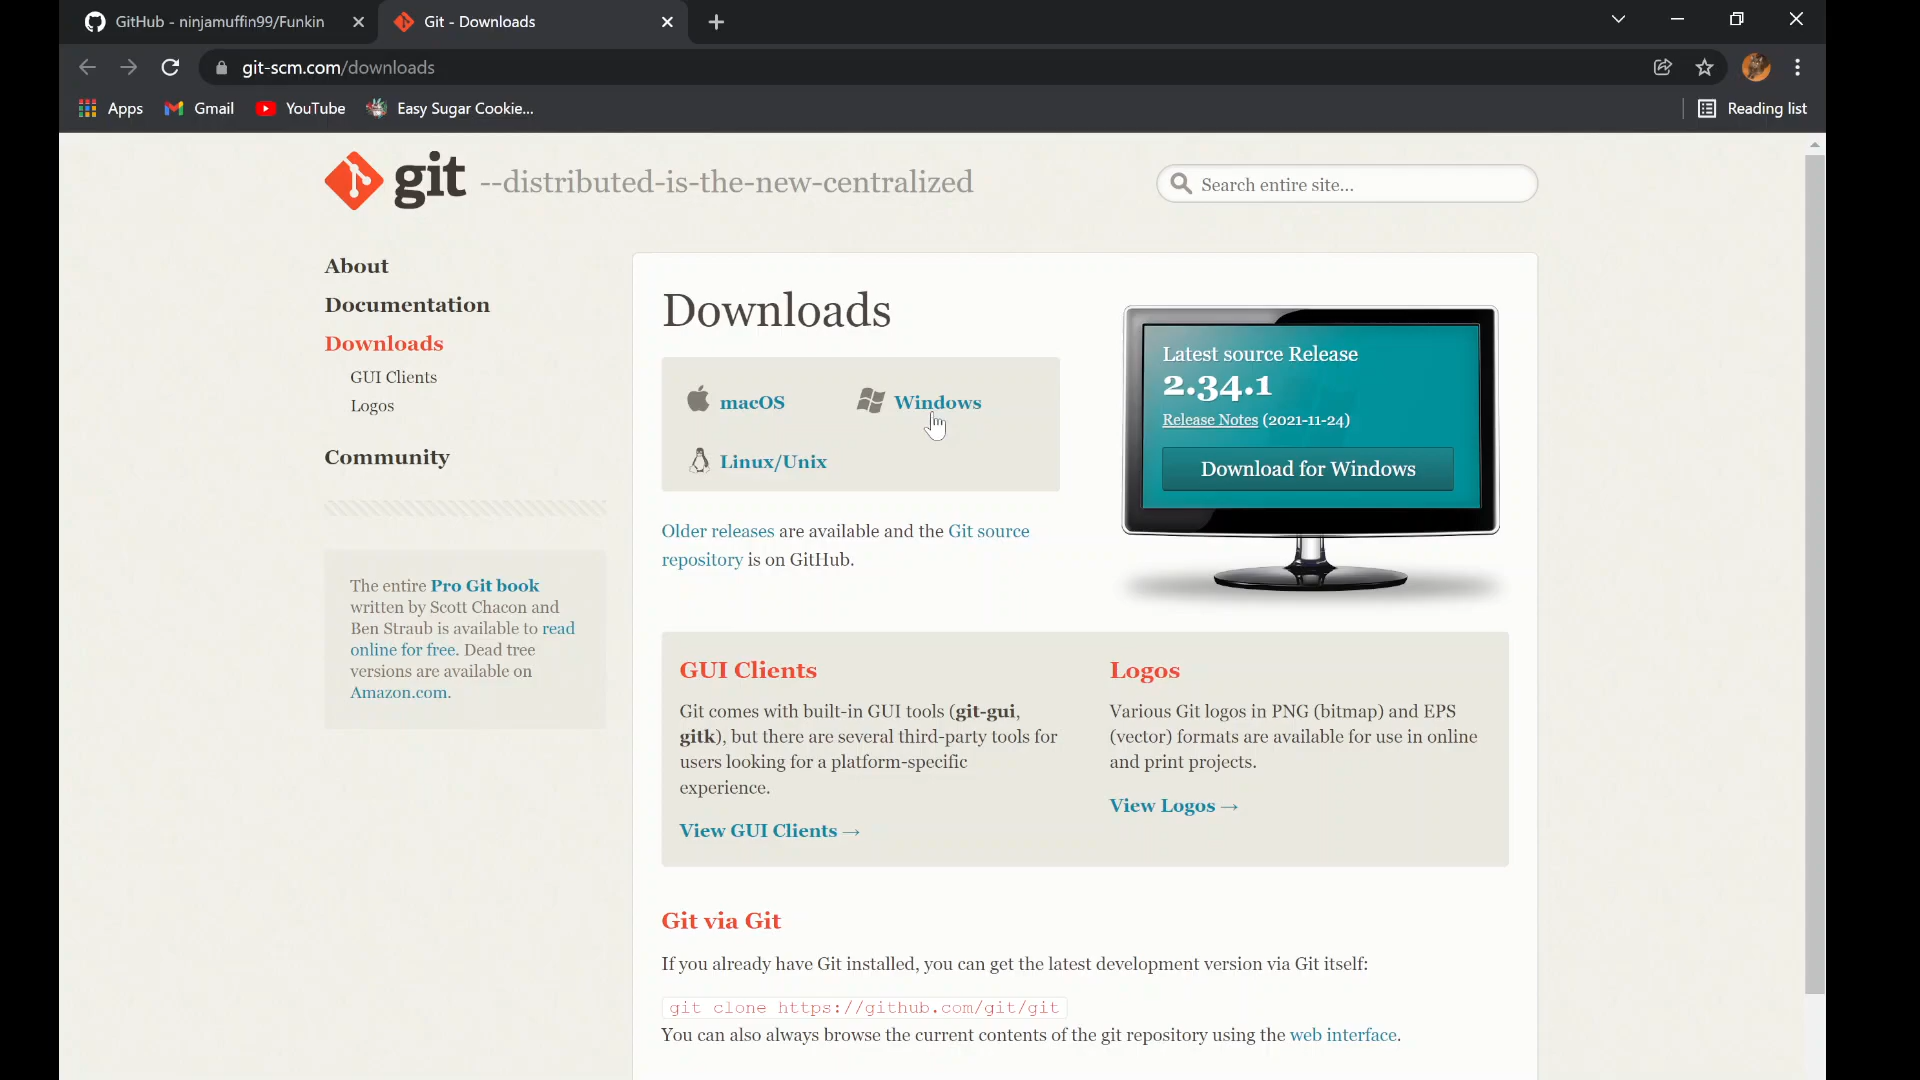 GitHub - ninjamuffin99/Funkin
Git - Downloads
git-scm.com/downloads
Apps
Gmail
YouTube
Easy Sugar Cookie...
Reading list
git --distributed-is-the-new-centralized
Search entire site...
About
Documentation
Downloads
GUI Clients
Logos
Community
The entire Pro Git book
written by Scott Chacon and
Ben Straub is available to read
online for free. Dead tree
versions are available on
Amazon.com.
Downloads
macOS
Windows
Linux/Unix
Older releases are available and the Git source
repository is on GitHub.
Latest source Release
2.34.1
Release Notes (2021-11-24)
Download for Windows
GUI Clients
Git comes with built-in GUI tools (git-gui,
gitk), but there are several third-party tools for
users looking for a platform-specific
experience.
View GUI Clients →
Logos
Various Git logos in PNG (bitmap) and EPS
(vector) formats are available for use in online
and print projects.
View Logos →
Git via Git
If you already have Git installed, you can get the latest development version via Git itself:
git clone https://github.com/git/git
You can also always browse the current contents of the git repository using the web interface.